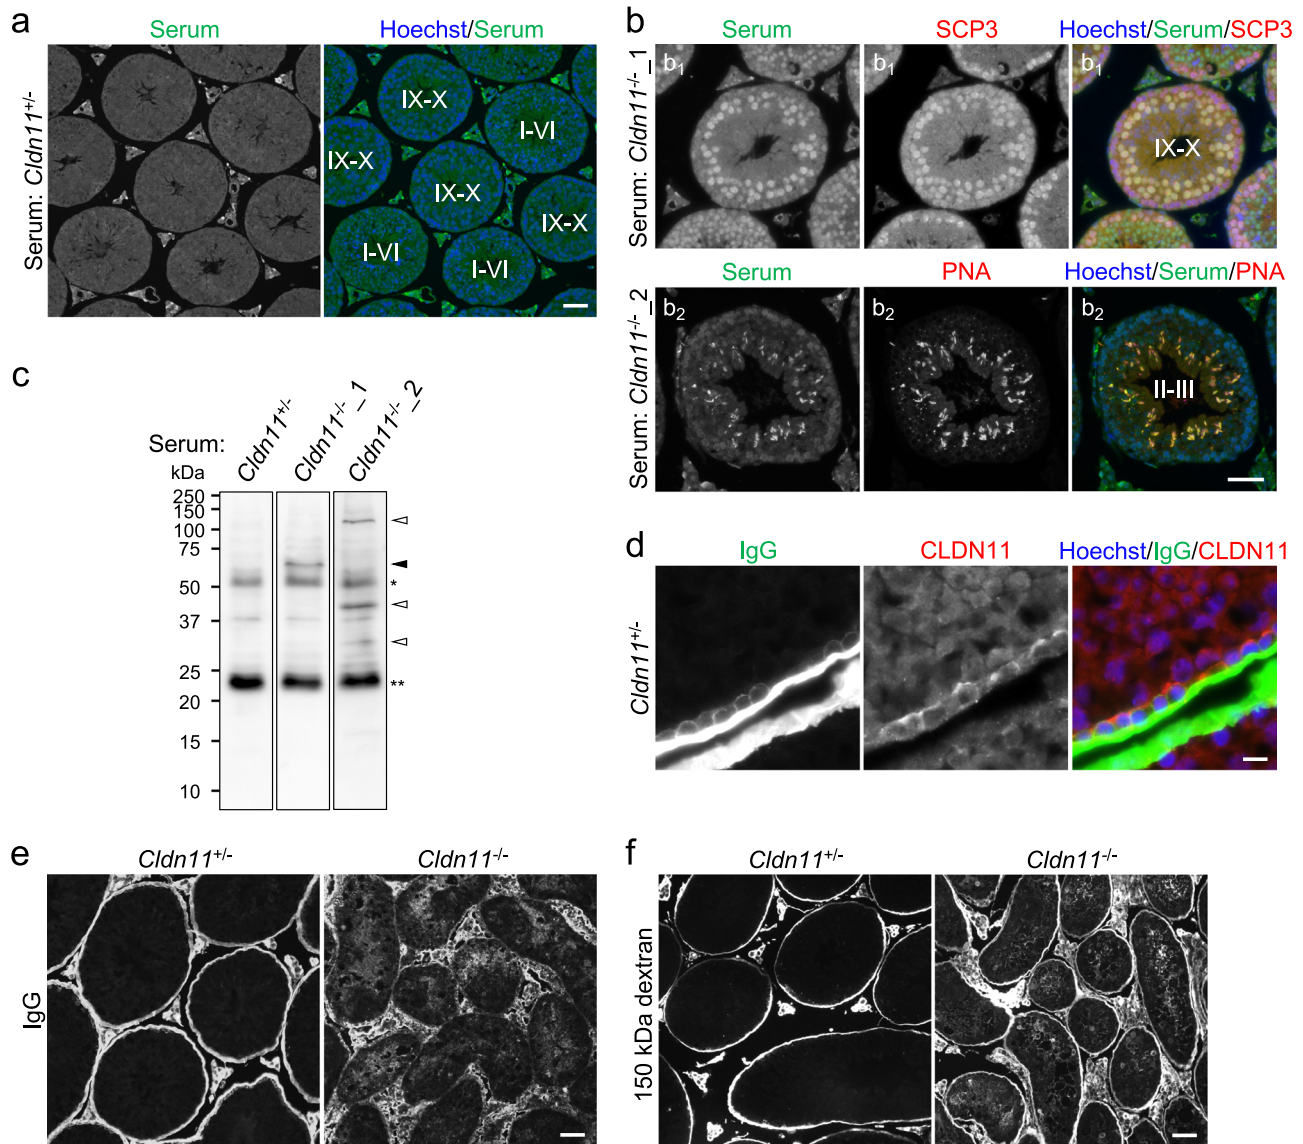 a
Serum
Hoechst/Serum
Serum: Cldn11+/-
IX-X
I-VI
IX-X
IX-X
IX-X
I-VI
I-VI
b
Serum
SCP3
Hoechst/Serum/SCP3
Serum: Cldn11-/-_1
b1
b1
b1
IX-X
Serum
PNA
Hoechst/Serum/PNA
Serum: Cldn11-/-_2
b2
b2
b2
II-III
c
Serum:
Cldn11+/-
Cldn11-/-_1
Cldn11-/-_2
kDa
250
150
100
75
50
37
25
20
15
10
*
**
d
IgG
CLDN11
Hoechst/IgG/CLDN11
Cldn11+/-
e
Cldn11+/-
Cldn11-/-
IgG
f
Cldn11+/-
Cldn11-/-
150 kDa dextran